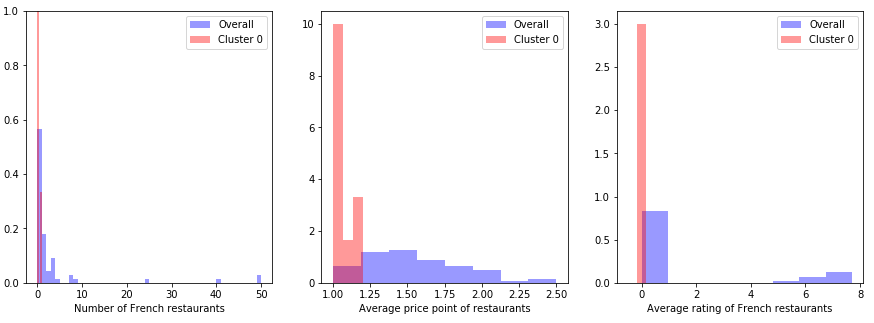 Overall
Cluster 0
1.0
0.8
0.6
0.4
0.2
0.0
0 10 20 30 40 50
Number of French restaurants
Overall
Cluster 0
10
8
6
4
2
0
1.00 1.25 1.50 1.75 2.00 2.25 2.50
Average price point of restaurants
Overall
Cluster 0
3.0
2.5
2.0
1.5
1.0
0.5
0.0
0 2 4 6 8
Average rating of French restaurants